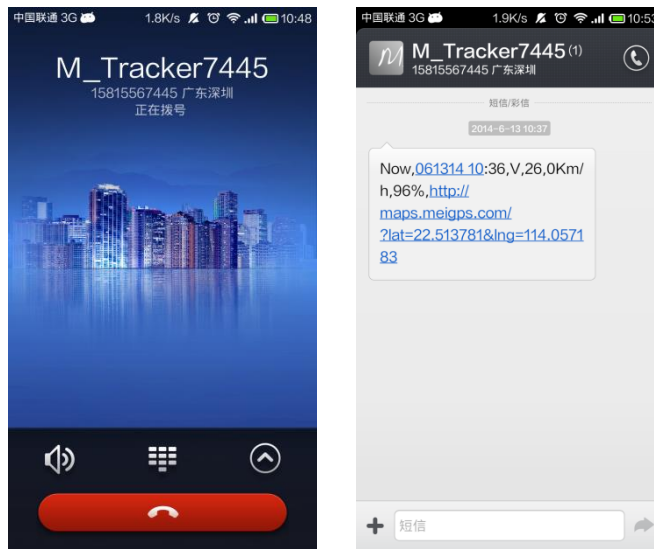 中国联通 3G 1.8K/s 10:48
M_Tracker7445
15815567445 广东深圳
正在拨号
中国联通 3G 1.9K/s 10:53
M_Tracker7445 (1)
15815567445 广东深圳
短信/彩信
2014-6-13 10:37
Now,061314 10:36,V,26,0Km/
h,96%,http://
maps.meigps.com/
?lat=22.513781&lng=114.0571
83
短信